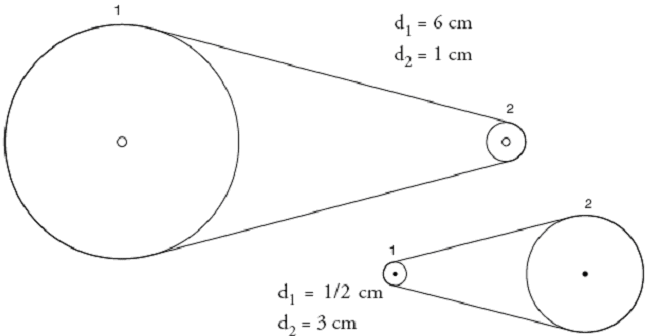 1
d₁ = 6 cm
d₂ = 1 cm
2
2
1
d₁ = 1/2 cm
d₂ = 3 cm